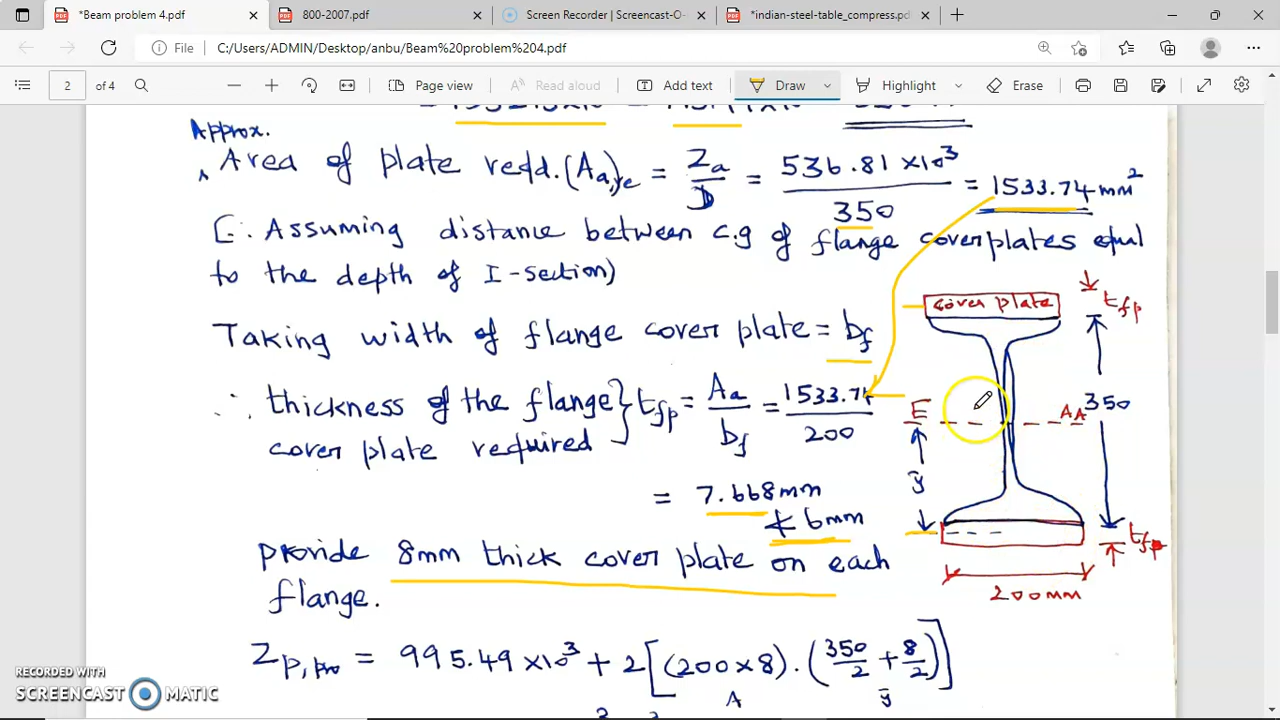 *Beam problem 4.pdf
800-2007.pdf
Screen Recorder | Screencast-O-
*indian-steel-table_compress.pd
File
C:/Users/ADMIN/Desktop/anbu/Beam%20problem%204.pdf
2 of 4
Page view
Read aloud
Add text
Draw
Highlight
Erase
Approx.
Area of plate reqd. (Aa)re = Za/D = 536.81 ×10³/350 = 1533.74 mm²
[∵ Assuming distance between c.g of flange coverplates equal
to the depth of I-section)
Taking width of flange cover plate = bf
∴ thickness of the flange cover plate required } tfp = Aa/bf = 1533.74/200
= 7.668mm
≮ 6mm
provide 8mm thick cover plate on each
flange.
Zp,pro = 995.49 ×10³ + 2[(200×8).(350/2 + 8/2)]
A
ȳ
cover plate
tfp
E
A A
350
ȳ
tfp
200mm
RECORDED WITH
SCREENCAST MATIC